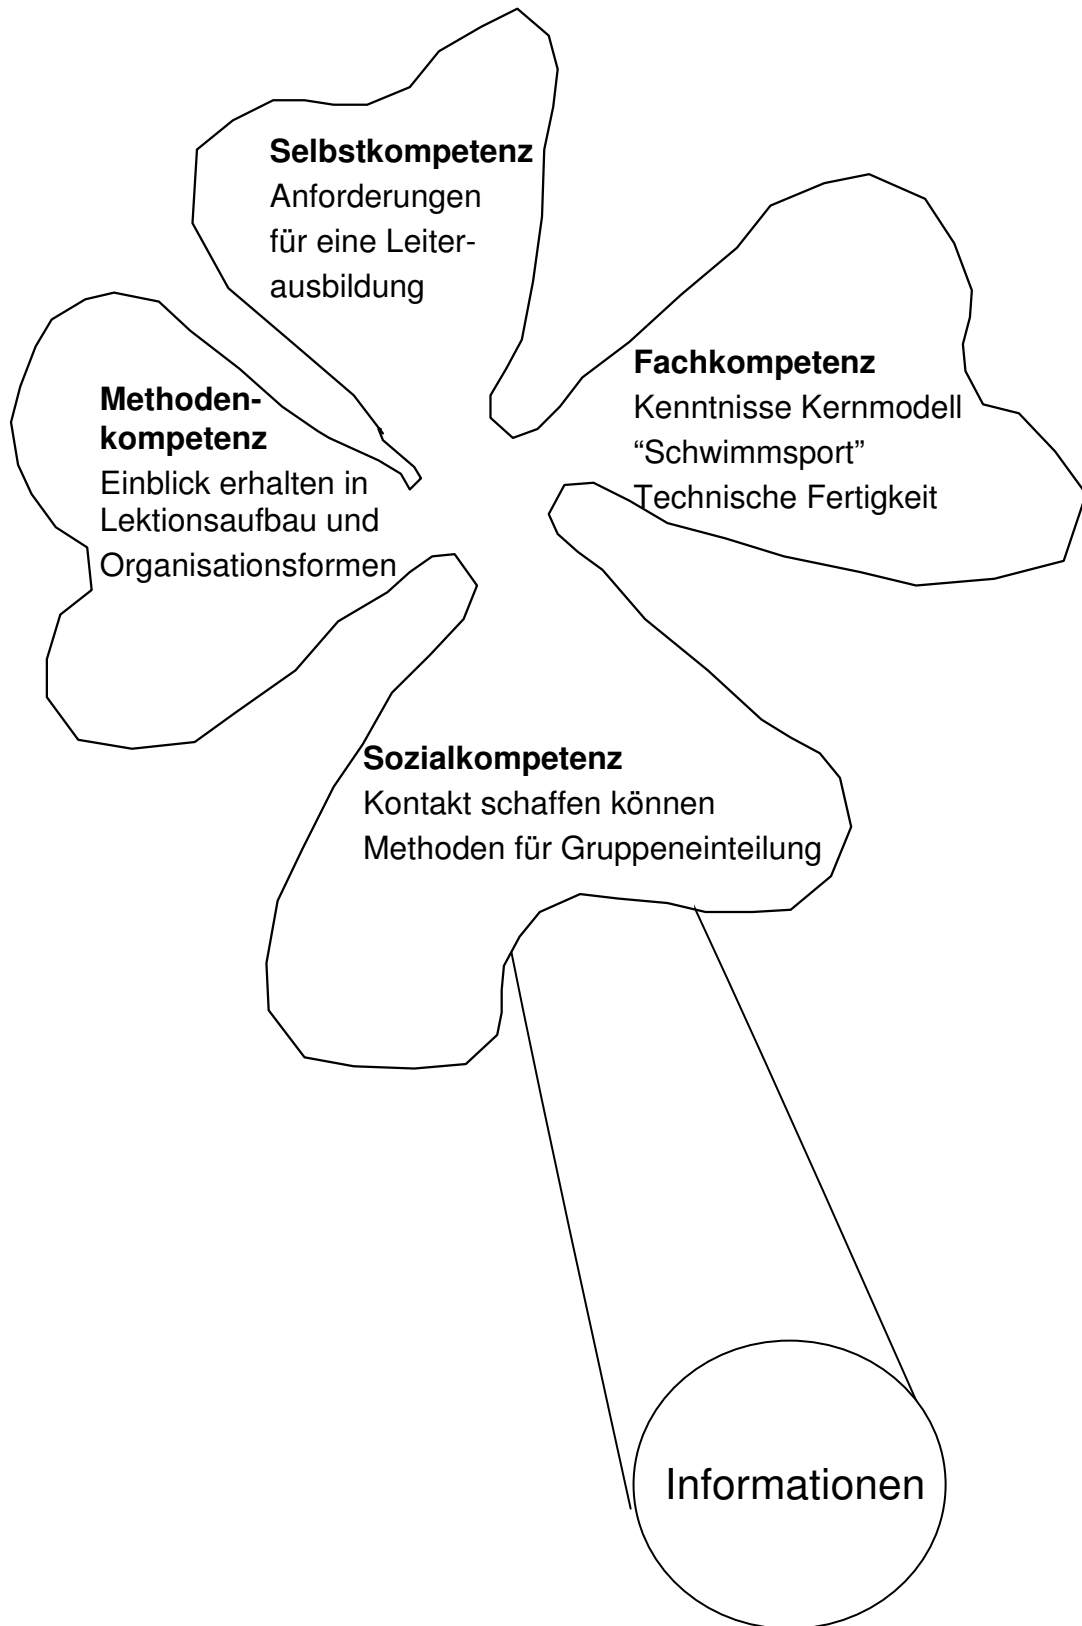 Selbstkompetenz
Anforderungen
für eine Leiter-
ausbildung
Fachkompetenz
Kenntnisse Kernmodell
“Schwimmsport”
Technische Fertigkeit
Methoden-
kompetenz
Einblick erhalten in
Lektionsaufbau und
Organisationsformen
Sozialkompetenz
Kontakt schaffen können
Methoden für Gruppeneinteilung
Informationen